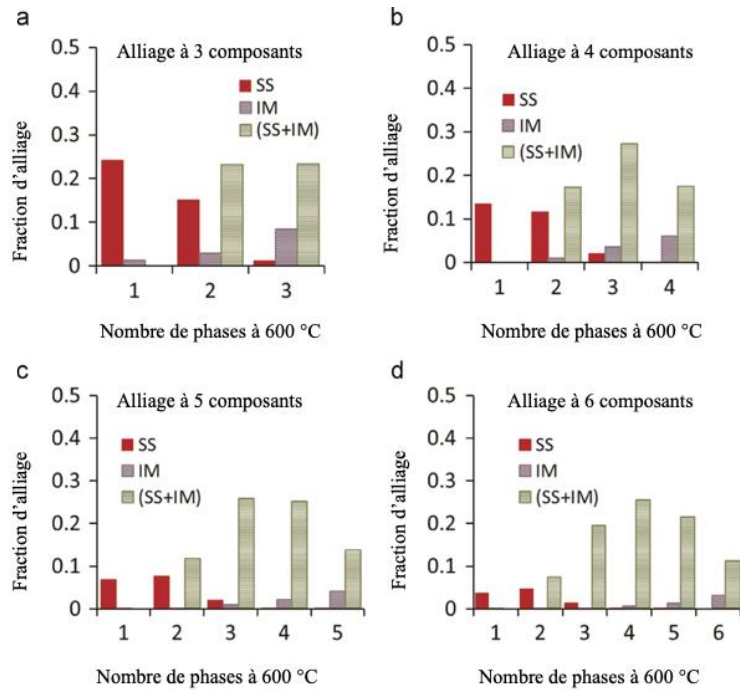 a
Alliage à 3 composants
0.5
0.4
0.3
0.2
0.1
0
SS
IM
(SS+IM)
Fraction d'alliage
1 2 3
Nombre de phases à 600 °C
b
Alliage à 4 composants
0.5
0.4
0.3
0.2
0.1
0
SS
IM
(SS+IM)
Fraction d'alliage
1 2 3 4
Nombre de phases à 600 °C
c
Alliage à 5 composants
0.5
0.4
0.3
0.2
0.1
0
SS
IM
(SS+IM)
Fraction d'alliage
1 2 3 4 5
Nombre de phases à 600 °C
d
Alliage à 6 composants
0.5
0.4
0.3
0.2
0.1
0
SS
IM
(SS+IM)
Fraction d'alliage
1 2 3 4 5 6
Nombre de phases à 600 °C